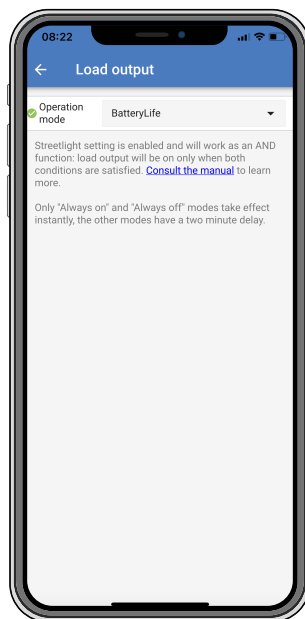 08:22
Load output
Operation
mode
BatteryLife
Streetlight setting is enabled and will work as an AND
function: load output will be on only when both
conditions are satisfied. Consult the manual to learn
more.
Only "Always on" and "Always off" modes take effect
instantly, the other modes have a two minute delay.